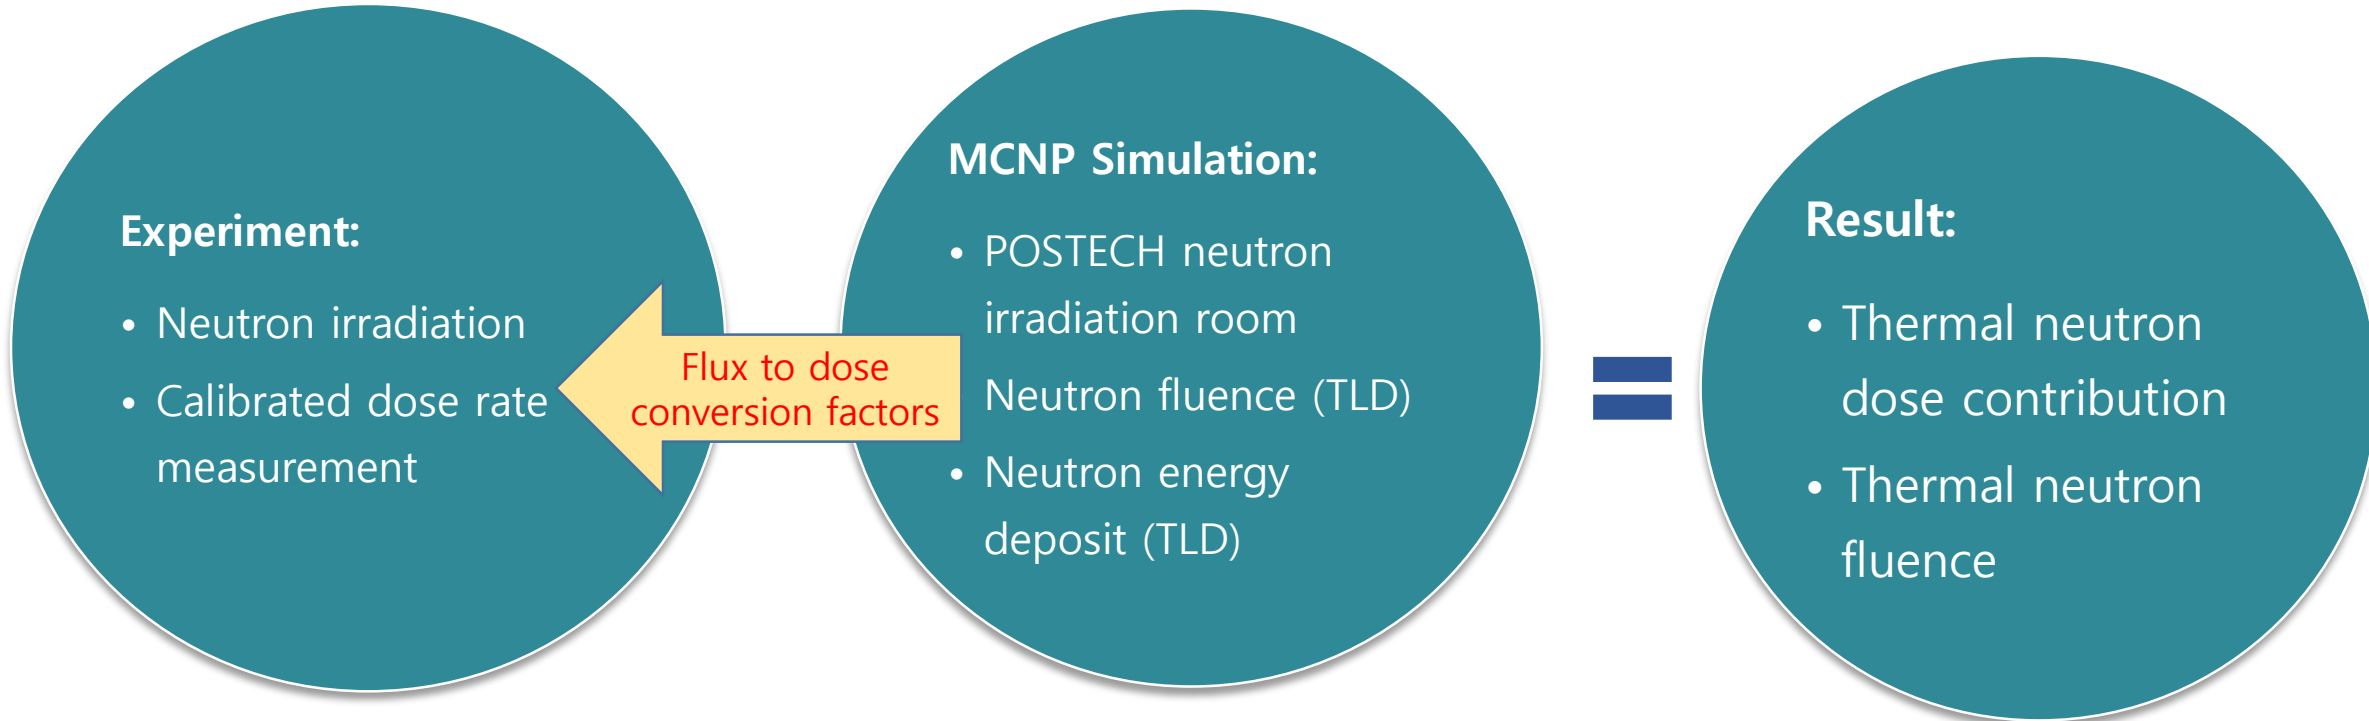 Experiment:
• Neutron irradiation
• Calibrated dose rate
measurement
Flux to dose
conversion factors
MCNP Simulation:
• POSTECH neutron
irradiation room
Neutron fluence (TLD)
• Neutron energy
deposit (TLD)
=
Result:
• Thermal neutron
dose contribution
• Thermal neutron
fluence